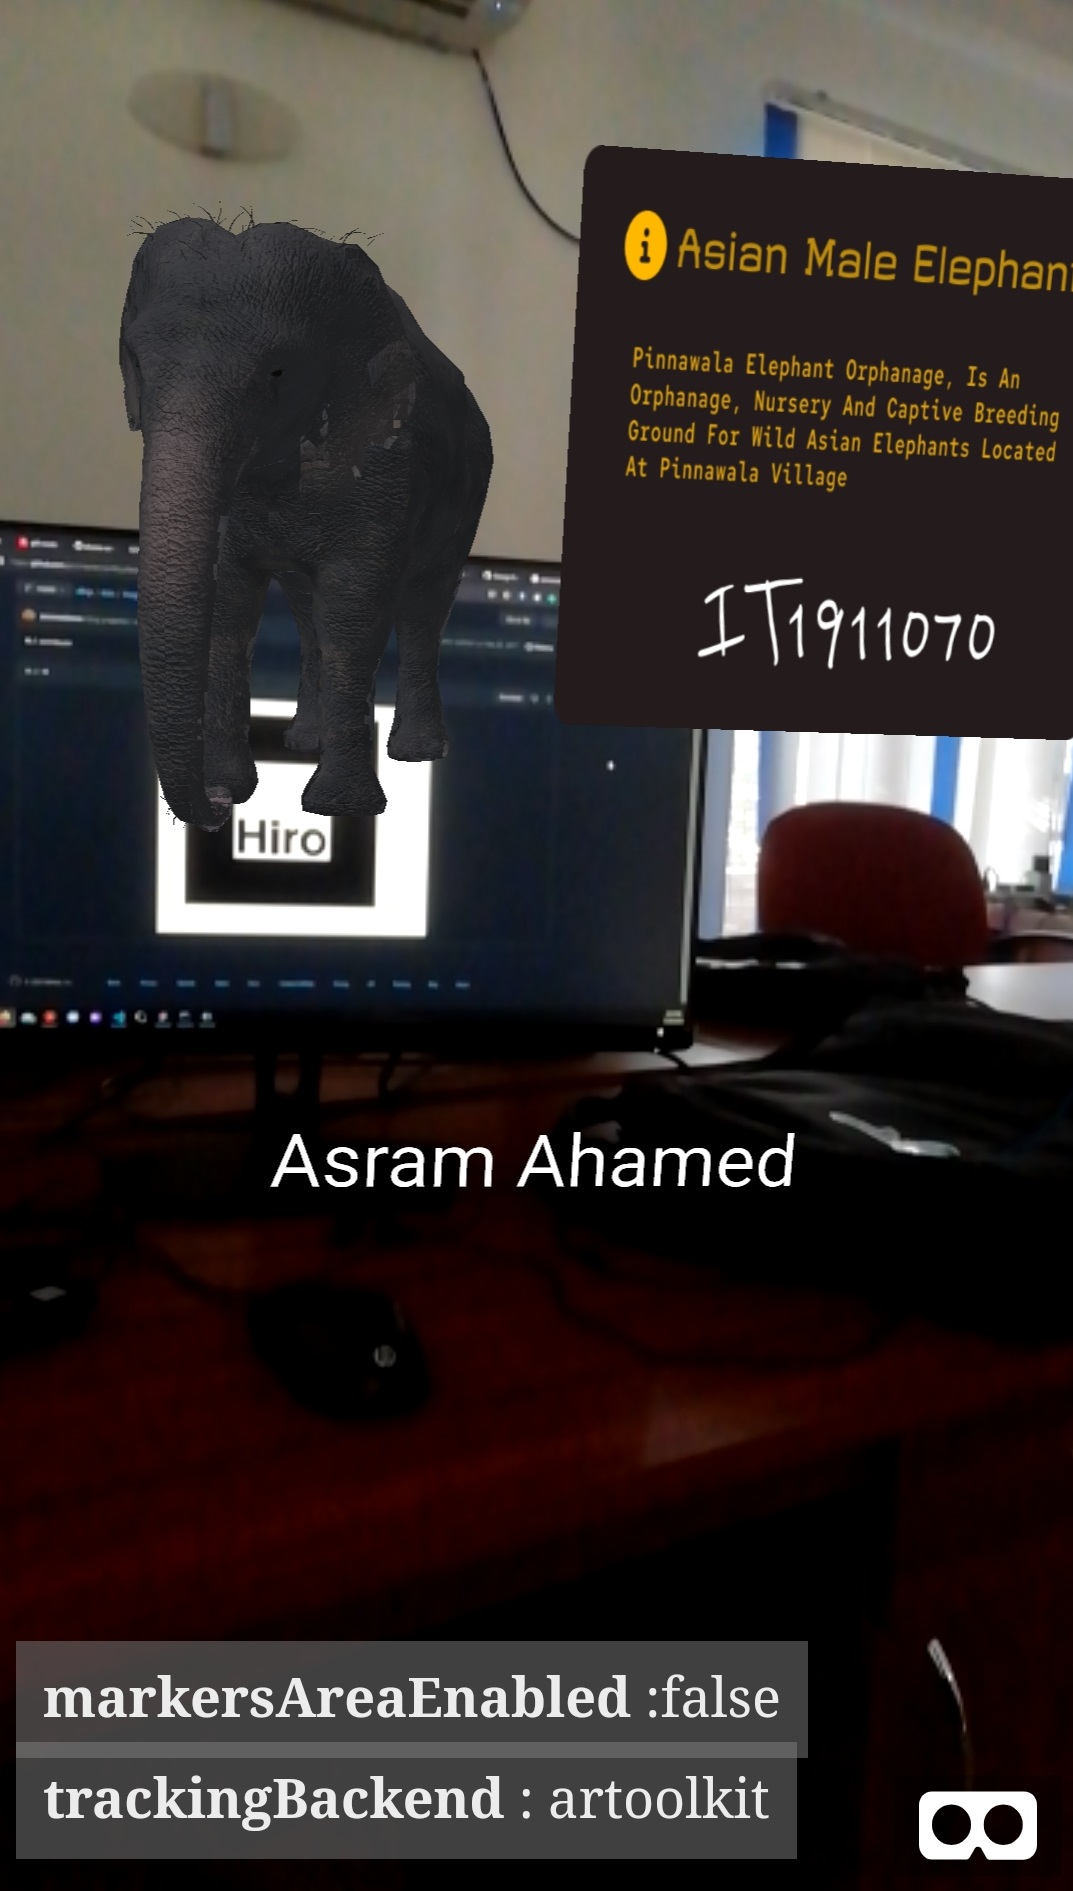 Asian Male Elephant
Pinnawala Elephant Orphanage, Is An
Orphanage, Nursery And Captive Breeding
Ground For Wild Asian Elephants Located
At Pinnawala Village
IT1911070
Hiro
Asram Ahamed
markersAreaEnabled :false
trackingBackend : artoolkit